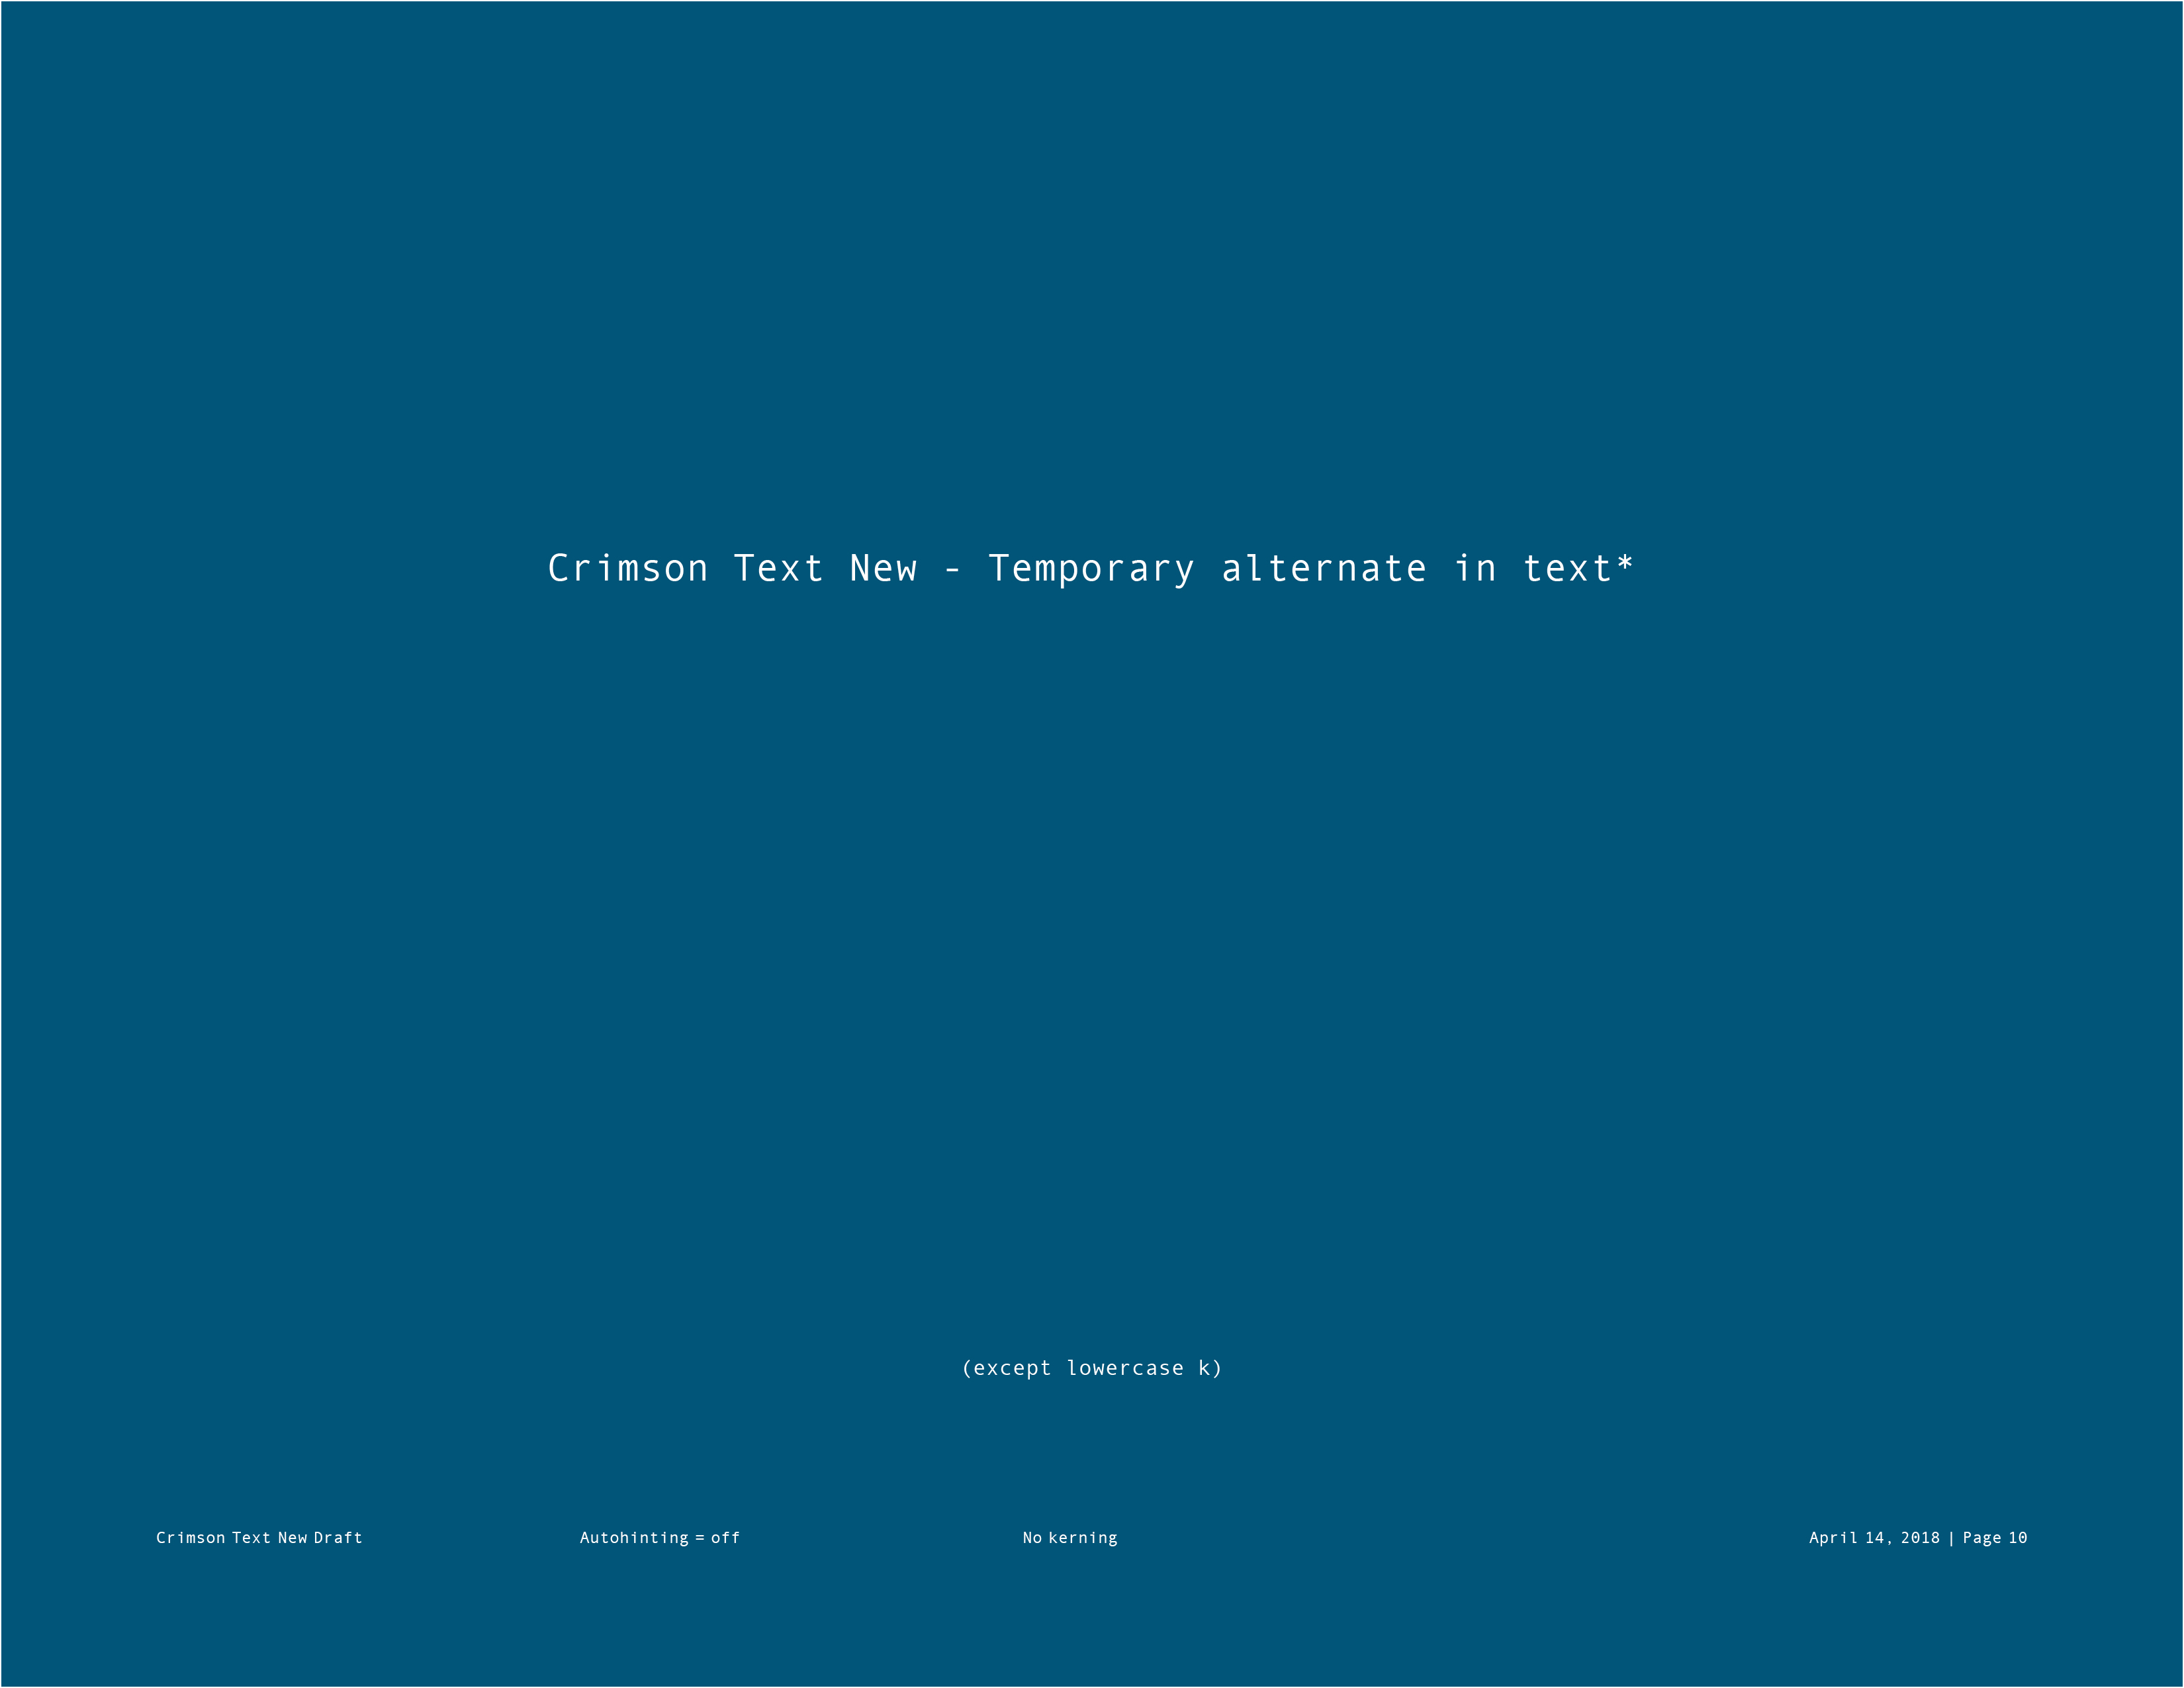 Crimson Text New - Temporary alternate in text*
(except lowercase k)
Crimson Text New Draft Autohinting = off No kerning April 14, 2018 | Page 10